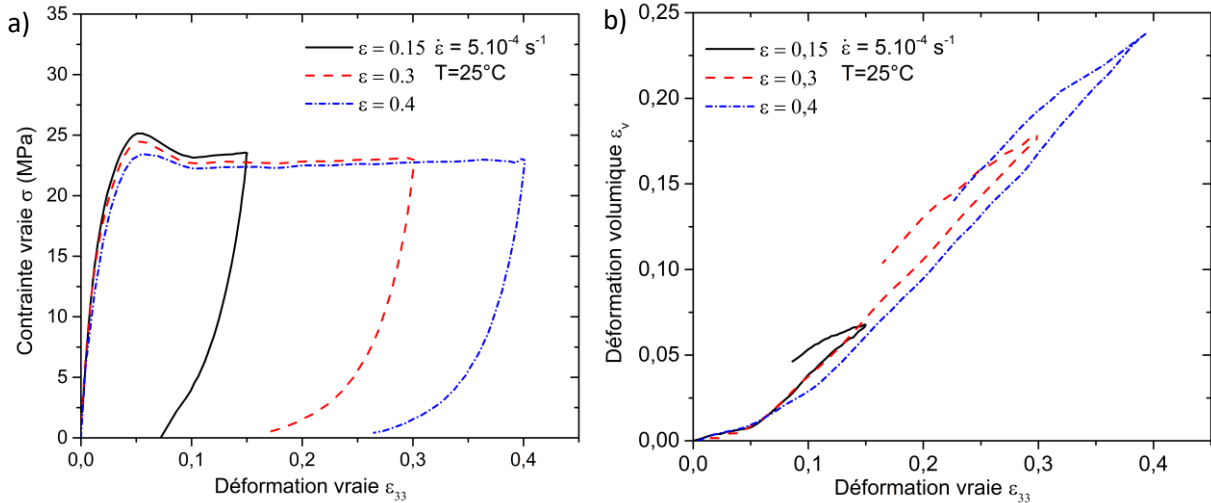 a)
35
30
25
20
15
10
5
0
Contrainte vraie σ (MPa)
ε = 0.15 ε̇ = 5.10⁻⁴ s⁻¹
ε = 0.3 T=25°C
ε = 0.4
0,0 0,1 0,2 0,3 0,4
Déformation vraie ε₃₃
b)
0,25
0,20
0,15
0,10
0,05
0,00
Déformation volumique εᵥ
ε = 0,15 ε̇ = 5.10⁻⁴ s⁻¹
ε = 0,3 T=25°C
ε = 0,4
0,0 0,1 0,2 0,3 0,4
Déformation vraie ε₃₃